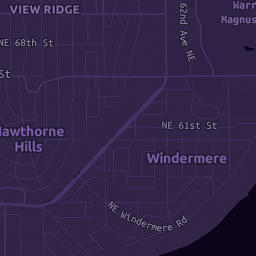 VIEW RIDGE
NE 68th St
62nd Ave NE
Magnus
St
NE 61st St
Hawthorne
Hills
Windermere
NE Windermere Rd